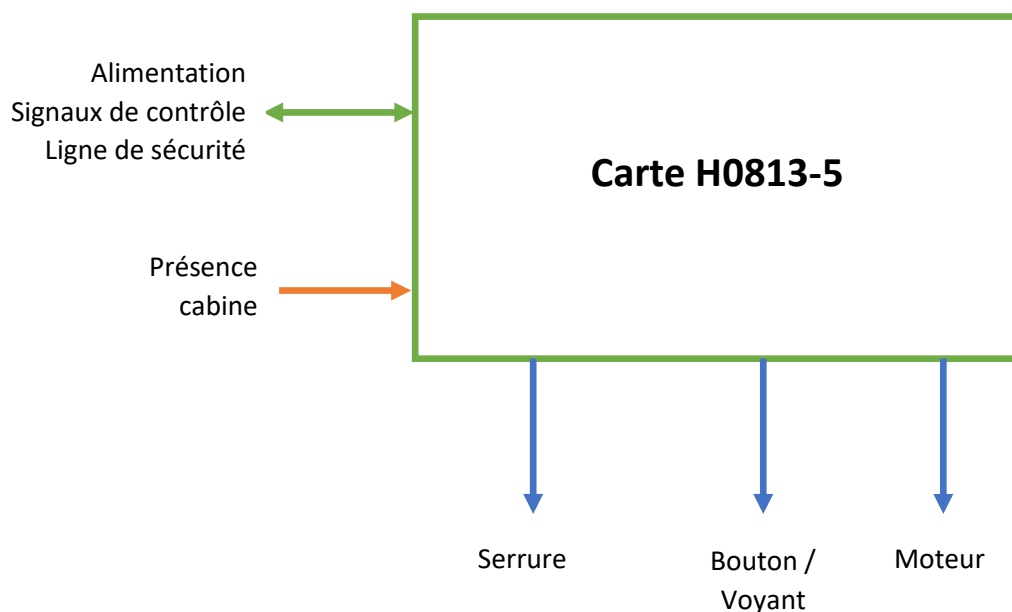 Alimentation
Signaux de contrôle
Ligne de sécurité
Carte H0813-5
Présence
cabine
Serrure
Bouton /
Voyant
Moteur